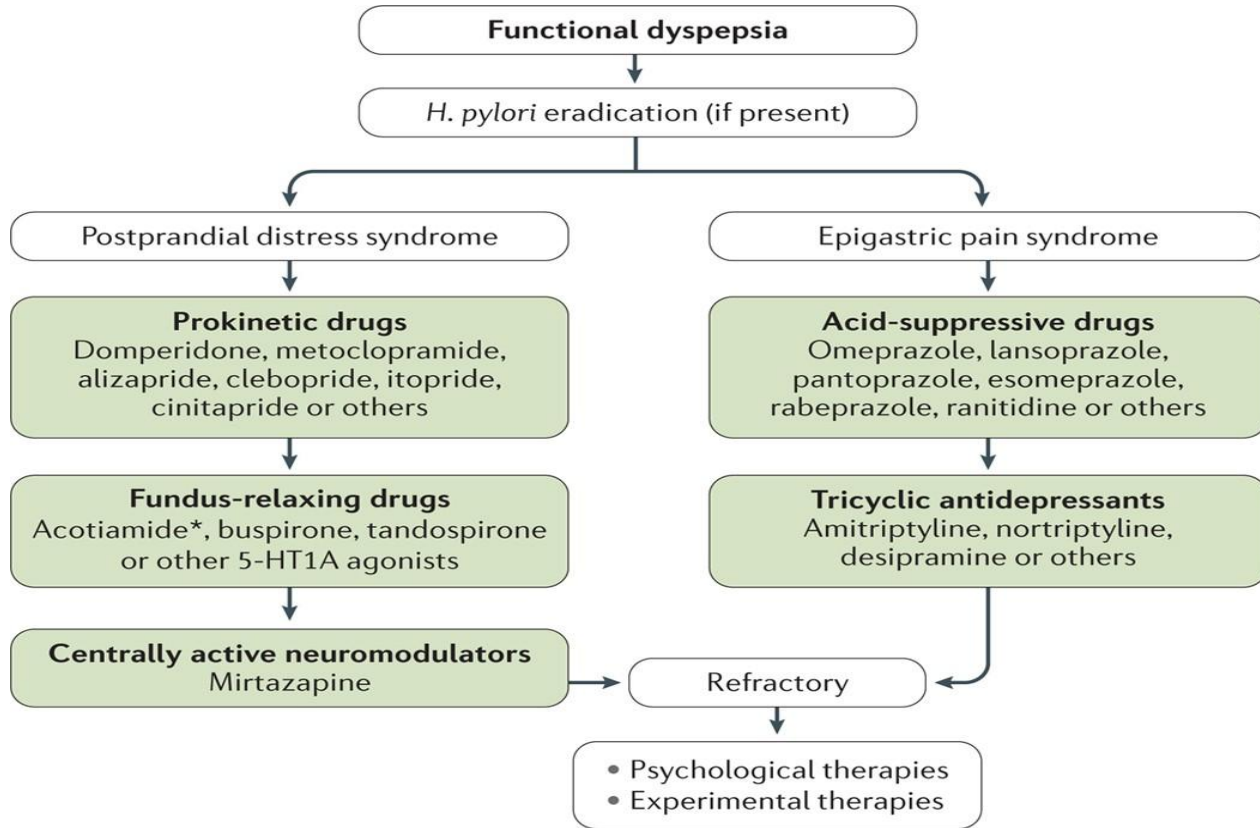 Functional dyspepsia
H. pylori eradication (if present)
Postprandial distress syndrome
Prokinetic drugs
Domperidone, metoclopramide,
alizapride, clebopride, itopride,
cinitapride or others
Fundus-relaxing drugs
Acotiamide*, buspirone, tandospirone
or other 5-HT1A agonists
Centrally active neuromodulators
Mirtazapine
Epigastric pain syndrome
Acid-suppressive drugs
Omeprazole, lansoprazole,
pantoprazole, esomeprazole,
rabeprazole, ranitidine or others
Tricyclic antidepressants
Amitriptyline, nortriptyline,
desipramine or others
Refractory
• Psychological therapies
• Experimental therapies